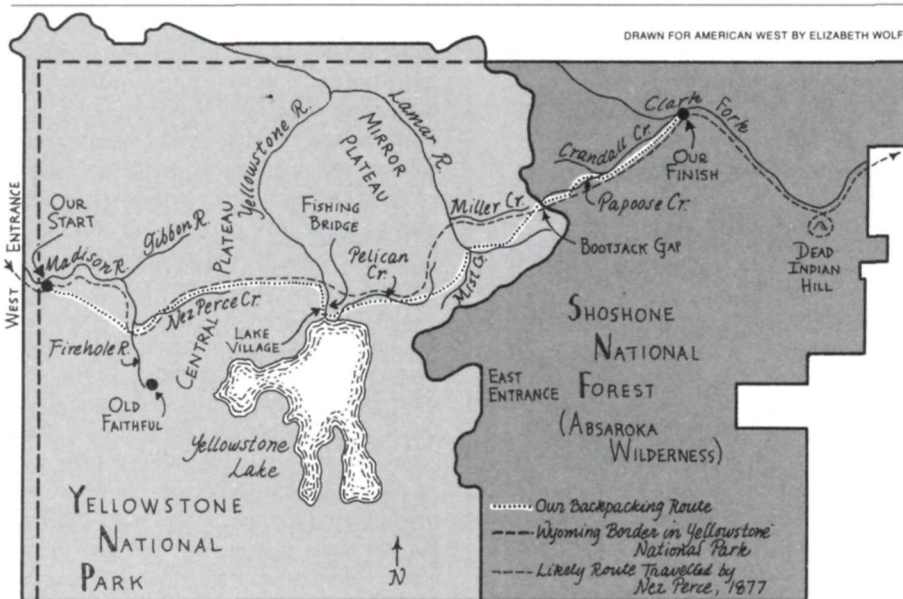 DRAWN FOR AMERICAN WEST BY ELIZABETH WOLF
Clark Fork
Yellowstone R.
Lamar R.
MIRROR
PLATEAU
Crandall Cr.
OUR
FINISH
OUR
START
Gibbon R.
FISHING
BRIDGE
Miller Cr.
Papoose Cr.
WEST ENTRANCE
Madison R.
Pelican
Cr.
BOOTJACK GAP
DEAD
INDIAN
HILL
CENTRAL PLATEAU
Nez Perce Cr.
Mist Cr.
LAKE
VILLAGE
Firehole R.
OLD
FAITHFUL
EAST
ENTRANCE
SHOSHONE
NATIONAL
FOREST
(ABSAROKA
WILDERNESS)
Yellowstone
Lake
YELLOWSTONE
NATIONAL
PARK
N
Our Backpacking Route
Wyoming Border in Yellowstone
National Park
Likely Route Travelled by
Nez Perce, 1877